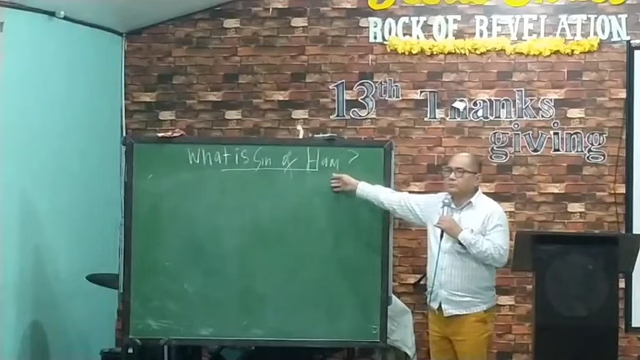 ROCK OF REVELATION
13th Thanks
giving
What is Sin of Ham?